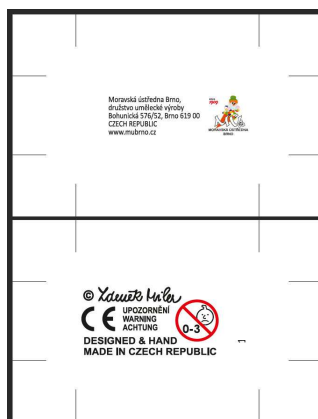 Moravská ústředna Brno,
družstvo umělecké výroby
Bohunická 576/52, Brno 619 00
CZECH REPUBLIC
www.mubrno.cz
MORAVSKÁ ÚSTŘEDNA
BRNO
© Zdeněk Miler
CE UPOZORNĚNÍ
WARNING
ACHTUNG
0-3
DESIGNED & HAND
MADE IN CZECH REPUBLIC
1